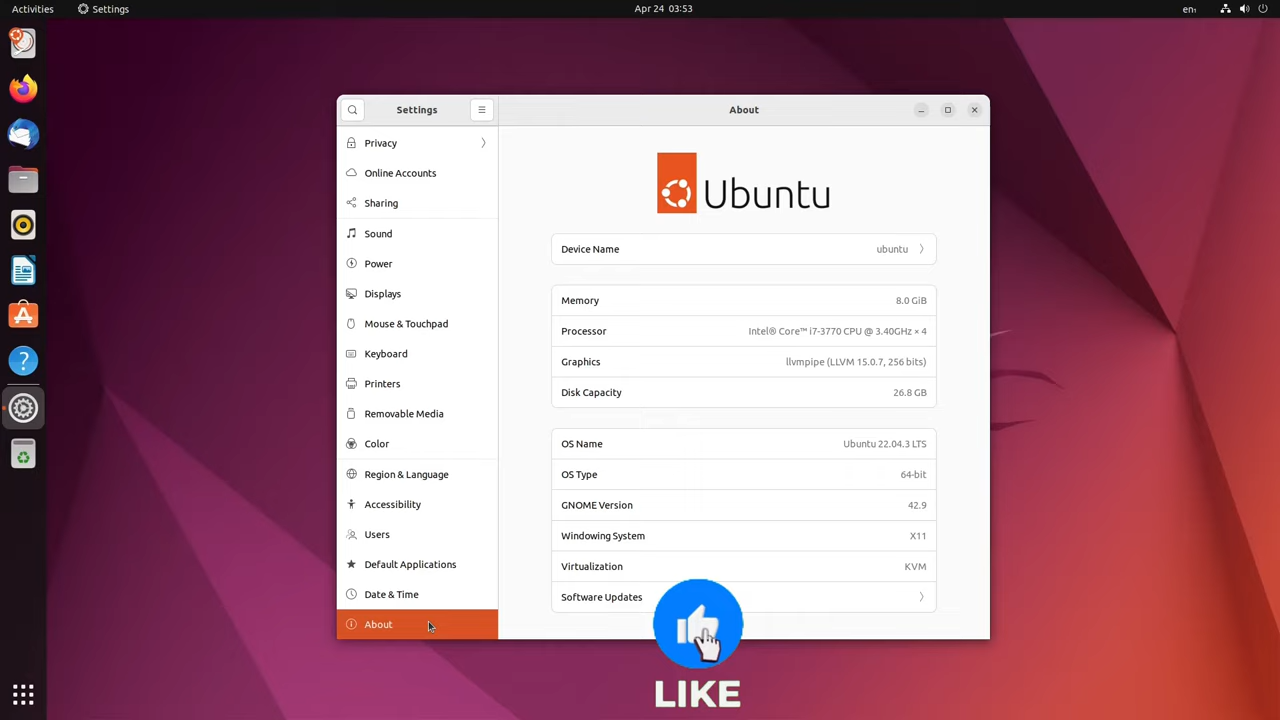 Activities Settings Apr 24 03:53 en₁
Settings About
Privacy
Online Accounts
Sharing
Sound
Power
Displays
Mouse & Touchpad
Keyboard
Printers
Removable Media
Color
Region & Language
Accessibility
Users
Default Applications
Date & Time
About
Ubuntu
Device Name ubuntu
Memory 8.0 GiB
Processor Intel® Core™ i7-3770 CPU @ 3.40GHz × 4
Graphics llvmpipe (LLVM 15.0.7, 256 bits)
Disk Capacity 26.8 GB
OS Name Ubuntu 22.04.3 LTS
OS Type 64-bit
GNOME Version 42.9
Windowing System X11
Virtualization KVM
Software Updates
LIKE